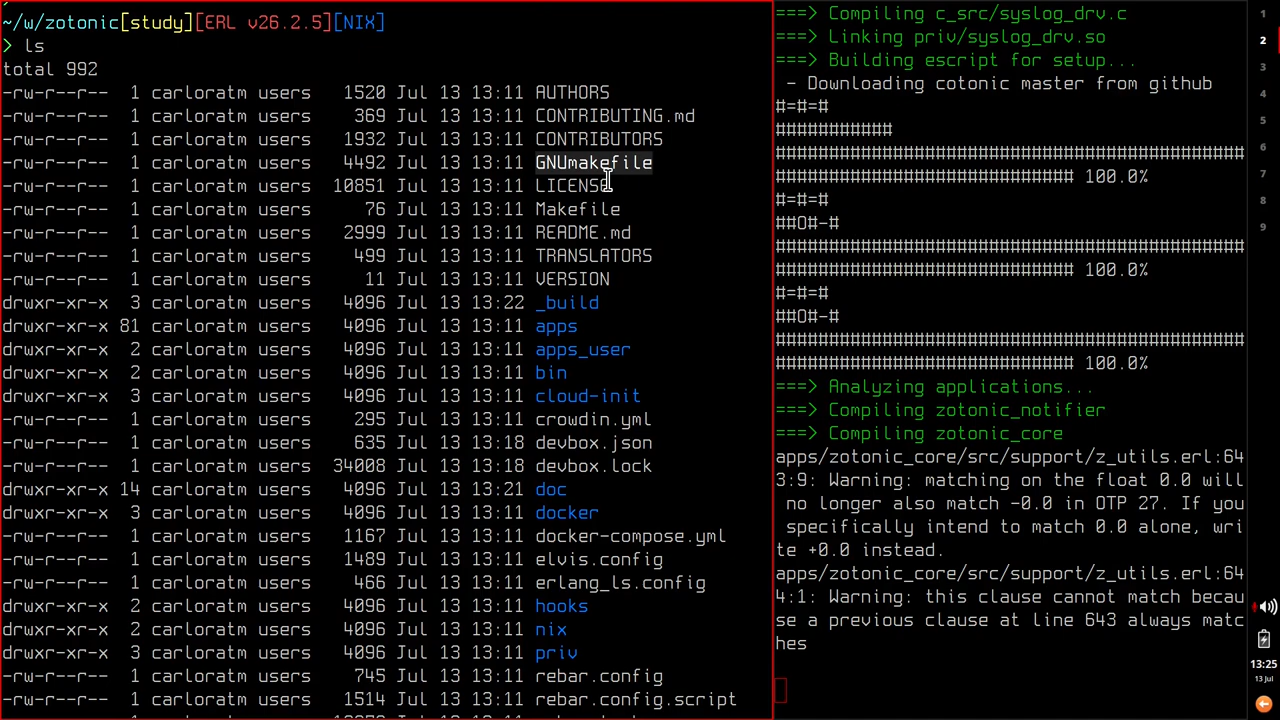 ~/w/zotonic[study][ERL v26.2.5][NIX]
> ls
total 992
-rw-r--r-- 1 carloratm users 1520 Jul 13 13:11 AUTHORS
-rw-r--r-- 1 carloratm users 369 Jul 13 13:11 CONTRIBUTING.md
-rw-r--r-- 1 carloratm users 1932 Jul 13 13:11 CONTRIBUTORS
-rw-r--r-- 1 carloratm users 4492 Jul 13 13:11 GNUmakefile
-rw-r--r-- 1 carloratm users 10851 Jul 13 13:11 LICENSE
-rw-r--r-- 1 carloratm users 76 Jul 13 13:11 Makefile
-rw-r--r-- 1 carloratm users 2999 Jul 13 13:11 README.md
-rw-r--r-- 1 carloratm users 499 Jul 13 13:11 TRANSLATORS
-rw-r--r-- 1 carloratm users 11 Jul 13 13:11 VERSION
drwxr-xr-x 3 carloratm users 4096 Jul 13 13:22 _build
drwxr-xr-x 81 carloratm users 4096 Jul 13 13:11 apps
drwxr-xr-x 2 carloratm users 4096 Jul 13 13:11 apps_user
drwxr-xr-x 2 carloratm users 4096 Jul 13 13:11 bin
drwxr-xr-x 3 carloratm users 4096 Jul 13 13:11 cloud-init
-rw-r--r-- 1 carloratm users 295 Jul 13 13:11 crowdin.yml
-rw-r--r-- 1 carloratm users 635 Jul 13 13:18 devbox.json
-rw-r--r-- 1 carloratm users 34008 Jul 13 13:18 devbox.lock
drwxr-xr-x 14 carloratm users 4096 Jul 13 13:21 doc
drwxr-xr-x 3 carloratm users 4096 Jul 13 13:11 docker
-rw-r--r-- 1 carloratm users 1167 Jul 13 13:11 docker-compose.yml
-rw-r--r-- 1 carloratm users 1489 Jul 13 13:11 elvis.config
-rw-r--r-- 1 carloratm users 466 Jul 13 13:11 erlang_ls.config
drwxr-xr-x 2 carloratm users 4096 Jul 13 13:11 hooks
drwxr-xr-x 2 carloratm users 4096 Jul 13 13:11 nix
drwxr-xr-x 3 carloratm users 4096 Jul 13 13:11 priv
-rw-r--r-- 1 carloratm users 745 Jul 13 13:11 rebar.config
-rw-r--r-- 1 carloratm users 1514 Jul 13 13:11 rebar.config.script
===> Compiling c_src/syslog_drv.c
===> Linking priv/syslog_drv.so
===> Building escript for setup...
- Downloading cotonic master from github
#=#=#
#############
#####################################################
################################## 100.0%
#=#=#
##O#-#
#####################################################
################################## 100.0%
#=#=#
##O#-#
#####################################################
################################## 100.0%
===> Analyzing applications...
===> Compiling zotonic_notifier
===> Compiling zotonic_core
apps/zotonic_core/src/support/z_utils.erl:64
3:9: Warning: matching on the float 0.0 will
no longer also match -0.0 in OTP 27. If you
specifically intend to match 0.0 alone, wri
te +0.0 instead.
apps/zotonic_core/src/support/z_utils.erl:64
4:1: Warning: this clause cannot match becau
se a previous clause at line 643 always matc
hes
1
2
3
4
5
6
7
8
9
13:25
13 Jul